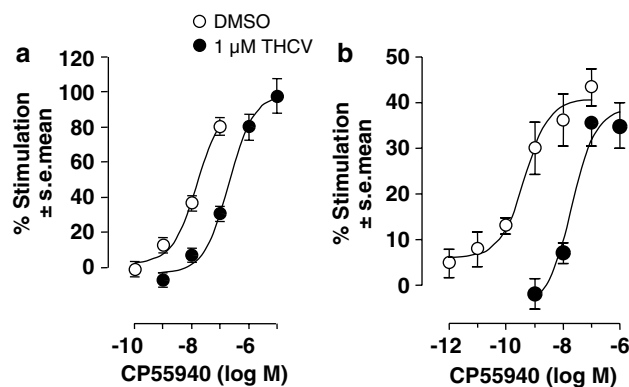 DMSO
1 µM THCV
a
% Stimulation
± s.e.mean
120
100
80
60
40
20
0
-10
-8
-6
CP55940 (log M)
b
% Stimulation
± s.e.mean
50
40
30
20
10
0
-12
-10
-8
-6
CP55940 (log M)